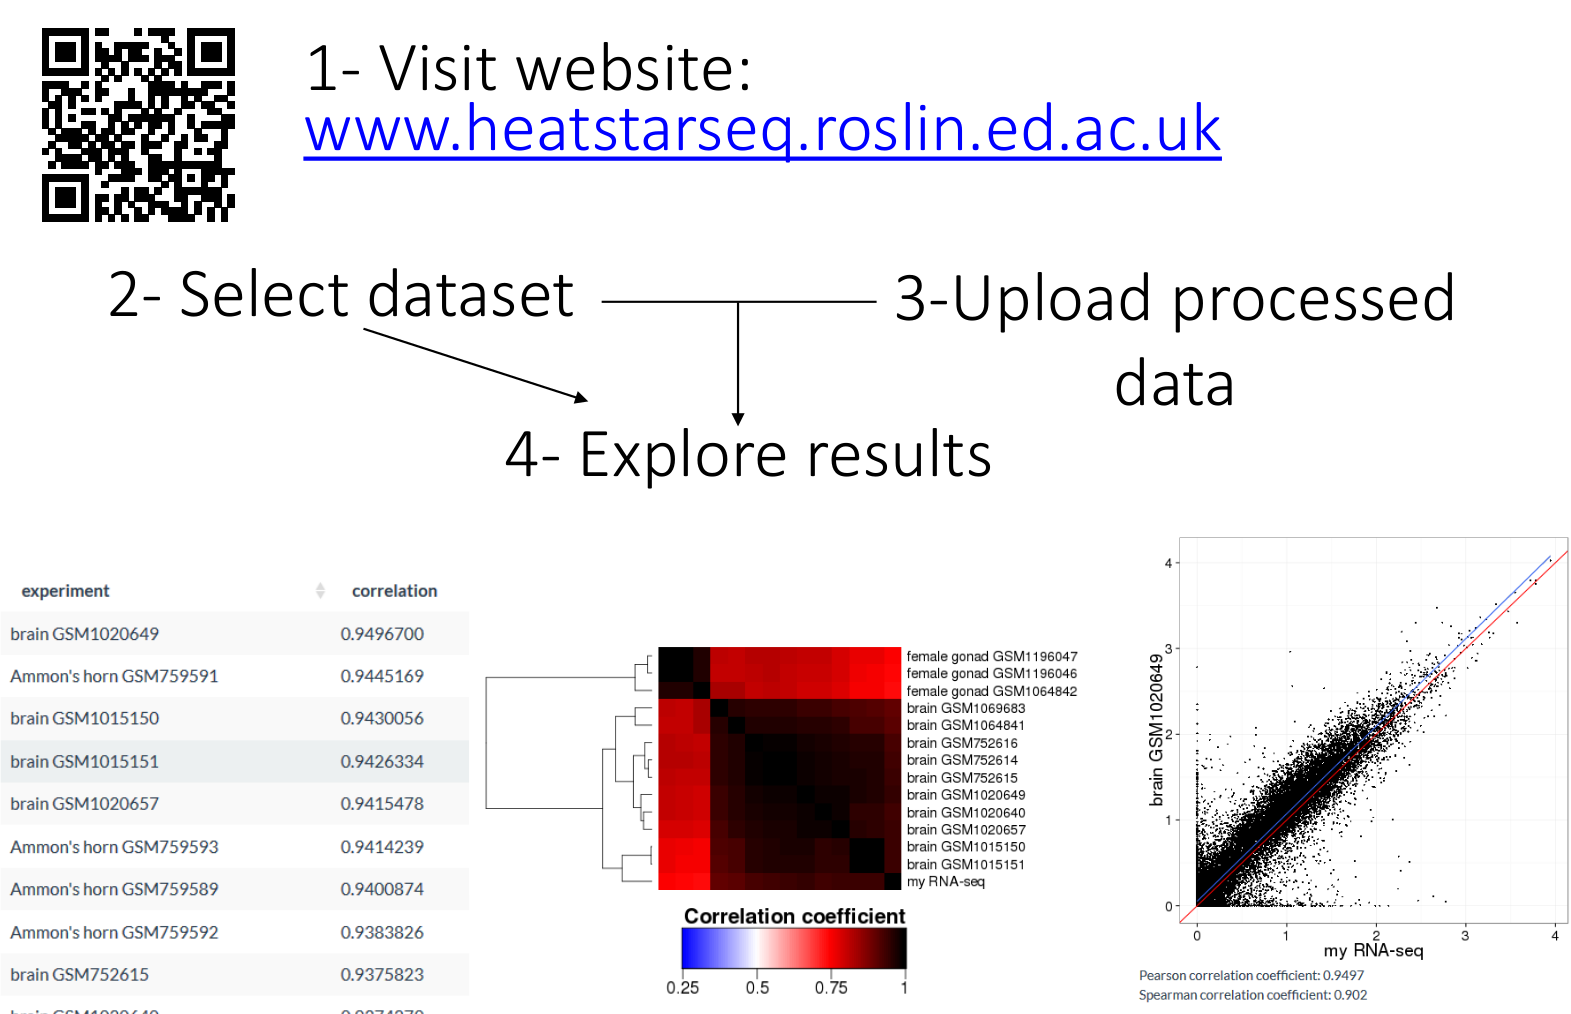 1- Visit website:
www.heatstarseq.roslin.ed.ac.uk
2- Select dataset
3-Upload processed
data
4- Explore results
experiment correlation
brain GSM1020649 0.9496700
Ammon's horn GSM759591 0.9445169
brain GSM1015150 0.9430056
brain GSM1015151 0.9426334
brain GSM1020657 0.9415478
Ammon's horn GSM759593 0.9414239
Ammon's horn GSM759589 0.9400874
Ammon's horn GSM759592 0.9383826
brain GSM752615 0.9375823
female gonad GSM1196047
female gonad GSM1196046
female gonad GSM1064842
brain GSM1069683
brain GSM1064841
brain GSM752616
brain GSM752614
brain GSM752615
brain GSM1020649
brain GSM1020640
brain GSM1020657
brain GSM1015150
brain GSM1015151
my RNA-seq
Correlation coefficient
0.25 0.5 0.75 1
4
3
2
1
0
brain GSM1020649
0 1 2 3 4
my RNA-seq
Pearson correlation coefficient: 0.9497
Spearman correlation coefficient: 0.902